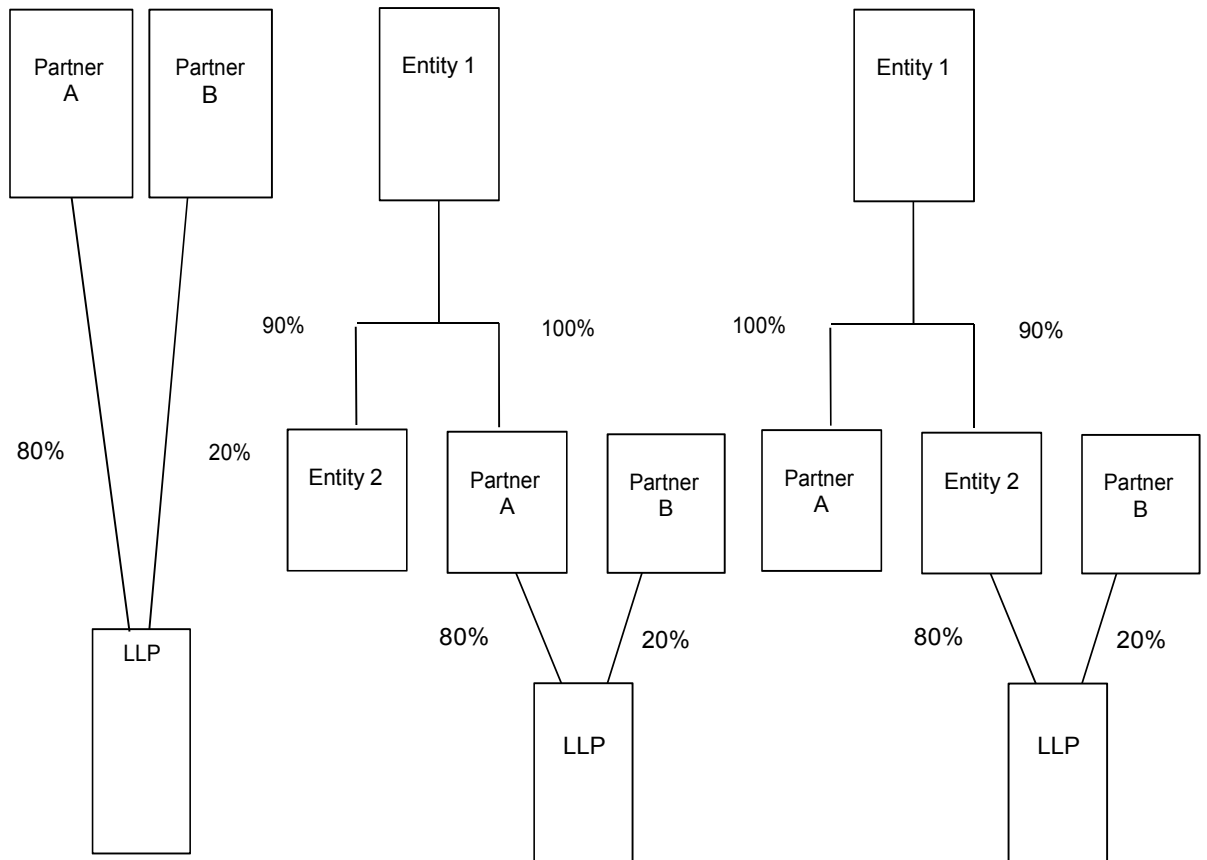 Partner
A
Partner
B
80%
20%
LLP
Entity 1
90%
100%
Entity 2
Partner
A
Partner
B
80%
20%
LLP
Entity 1
100%
90%
Partner
A
Entity 2
Partner
B
80%
20%
LLP